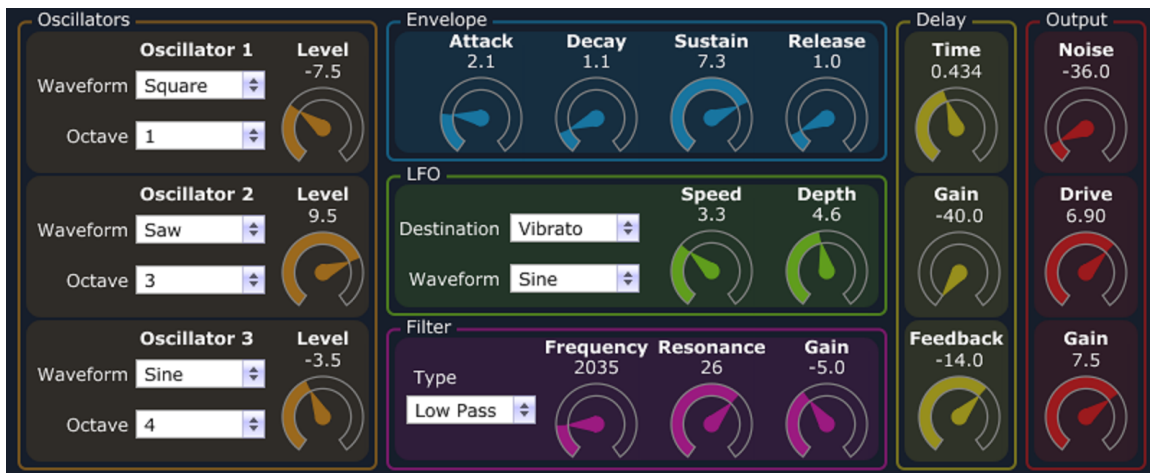 Oscillators
Oscillator 1 Level
-7.5
Waveform Square
Octave 1
Oscillator 2 Level
9.5
Waveform Saw
Octave 3
Oscillator 3 Level
-3.5
Waveform Sine
Octave 4
Envelope
Attack Decay Sustain Release
2.1 1.1 7.3 1.0
LFO
Speed Depth
3.3 4.6
Destination Vibrato
Waveform Sine
Filter
Frequency Resonance Gain
2035 26 -5.0
Type
Low Pass
Delay
Time
0.434
Gain
-40.0
Feedback
-14.0
Output
Noise
-36.0
Drive
6.90
Gain
7.5